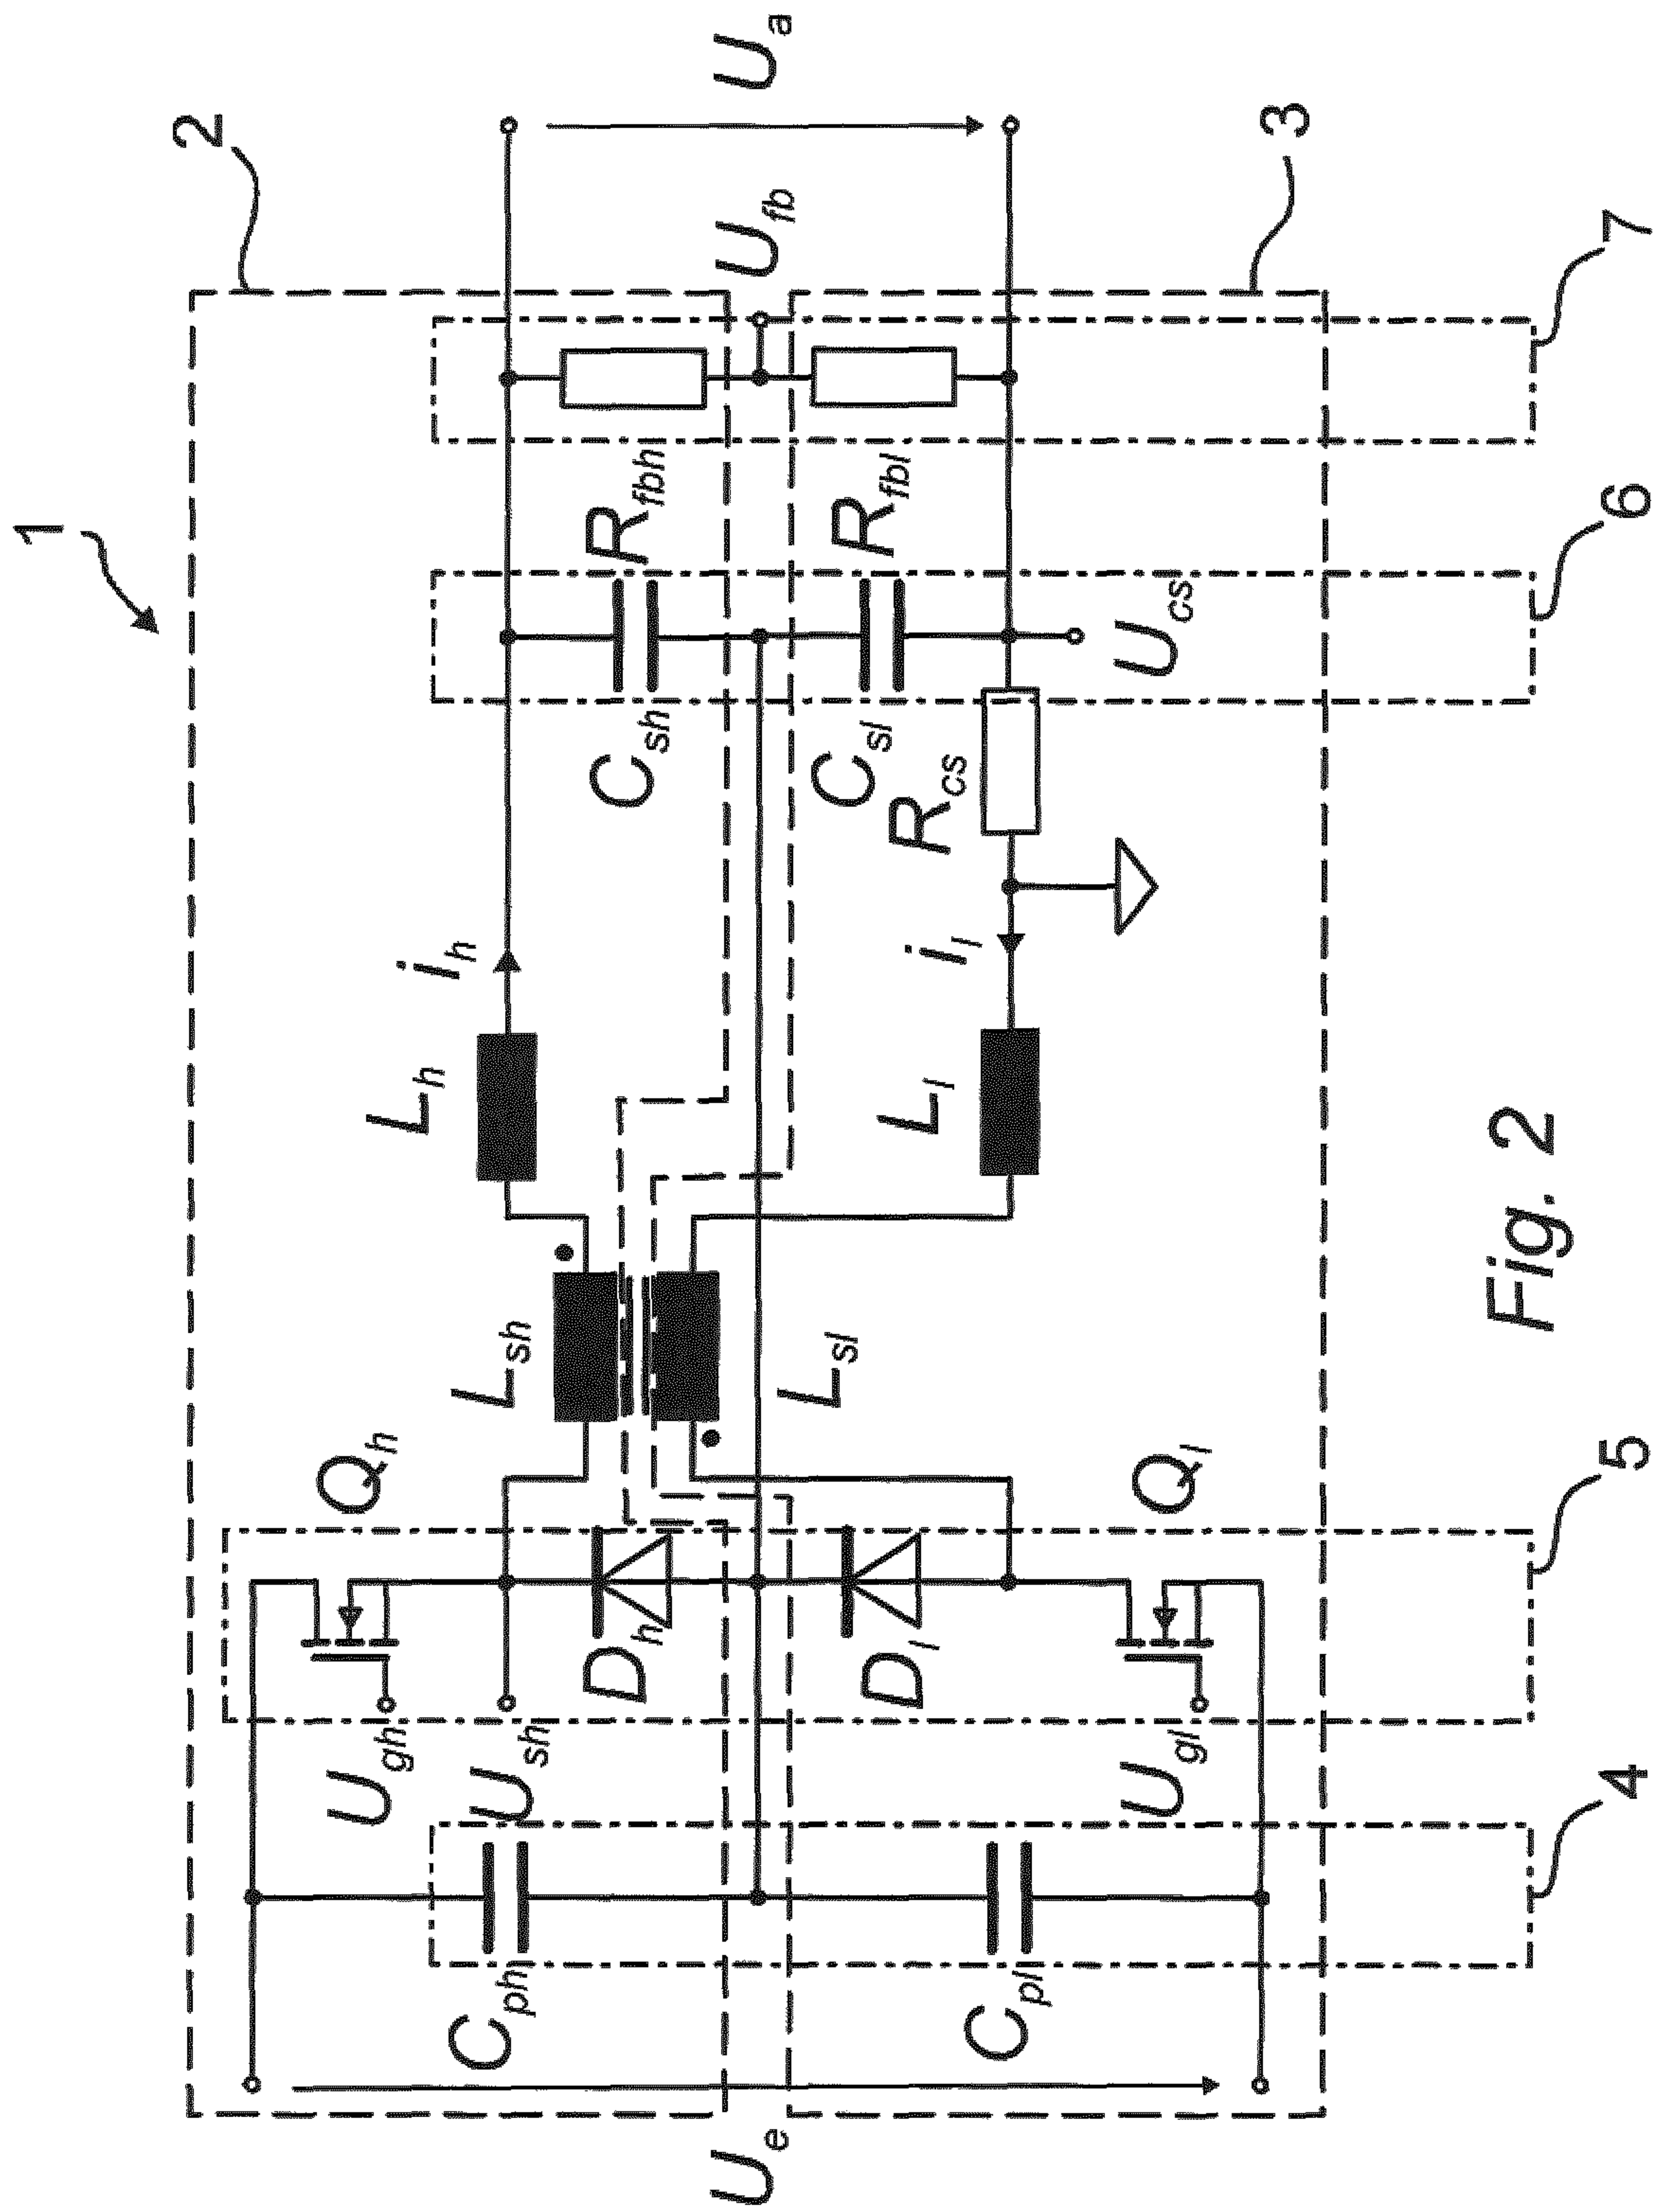 1
2
U_e
C_ph
U_gh
Q_h
U_sh
D_h
L_sh
L_h
i_h
C_sh
R_fbh
U_fb
U_a
C_pl
U_gl
D_l
Q_l
L_sl
L_l
i_l
R_cs
C_sl
R_fbl
U_cs
3
4
5
6
7
Fig. 2